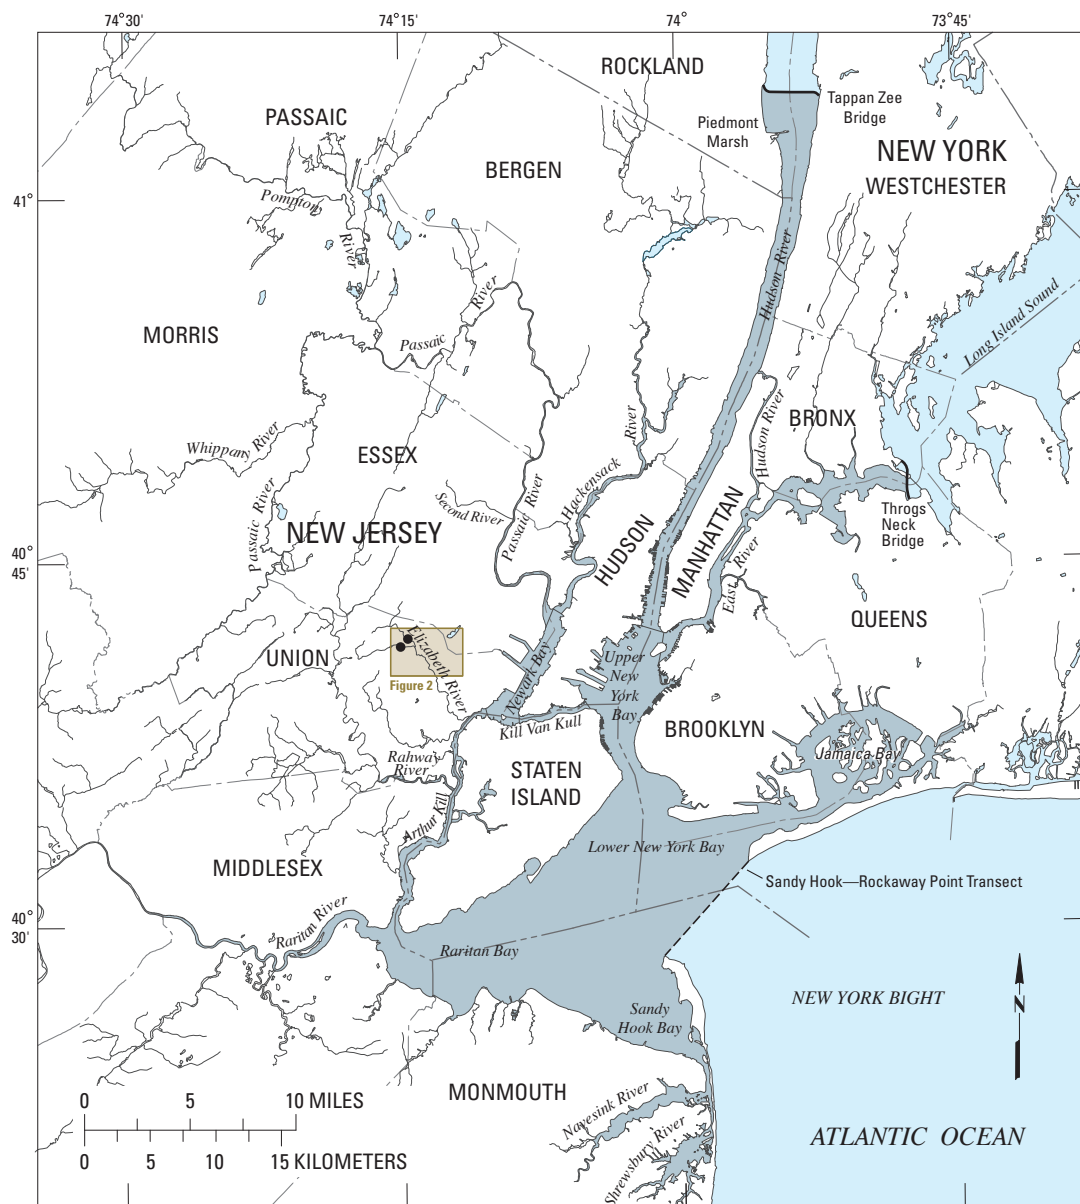 74°30'
74°15'
74°
73°45'
ROCKLAND
Tappan Zee
Bridge
PASSAIC
Piedmont
Marsh
NEW YORK
BERGEN
WESTCHESTER
41°
Pompton
River
Hudson River
River
Long Island Sound
MORRIS
Passaic
Hudson River
BRONX
River
Whippany River
ESSEX
Hackensack
Second River
Passaic River
Passaic River
NEW JERSEY
HUDSON
MANHATTAN
Throgs
Neck
Bridge
40°
45'
East River
QUEENS
Elizabeth River
UNION
Figure 2
Newark Bay
Upper
New
York
Bay
Kill Van Kull
BROOKLYN
Jamaica Bay
Rahway
River
STATEN
ISLAND
Arthur Kill
Lower New York Bay
MIDDLESEX
Sandy Hook—Rockaway Point Transect
40°
30'
Raritan River
Raritan Bay
NEW YORK BIGHT
N
Sandy
Hook Bay
MONMOUTH
Navesink River
Shrewsbury River
ATLANTIC OCEAN
0 5 10 MILES
0 5 10 15 KILOMETERS